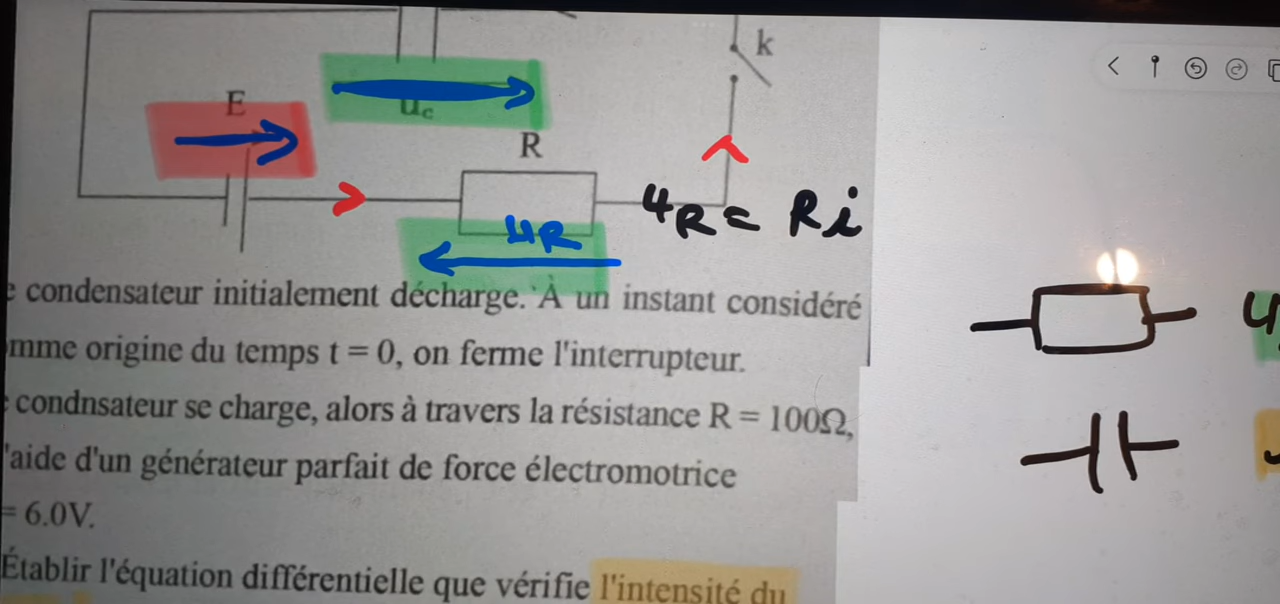 k
E
uc
R
uR
uR = Ri
e condensateur initialement décharge. À un instant considéré
mme origine du temps t = 0, on ferme l'interrupteur.
e condnsateur se charge, alors à travers la résistance R = 100Ω,
'aide d'un générateur parfait de force électromotrice
= 6.0V.
Établir l'équation différentielle que vérifie l'intensité du
u